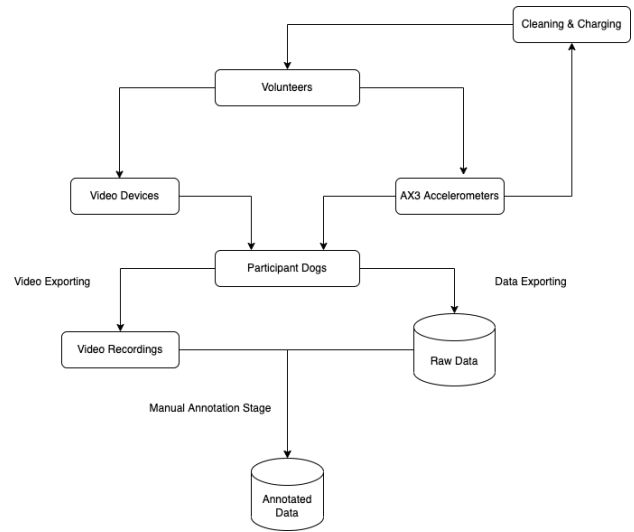 Cleaning & Charging
Volunteers
Video Devices
AX3 Accelerometers
Participant Dogs
Video Exporting
Data Exporting
Video Recordings
Raw Data
Manual Annotation Stage
Annotated
Data